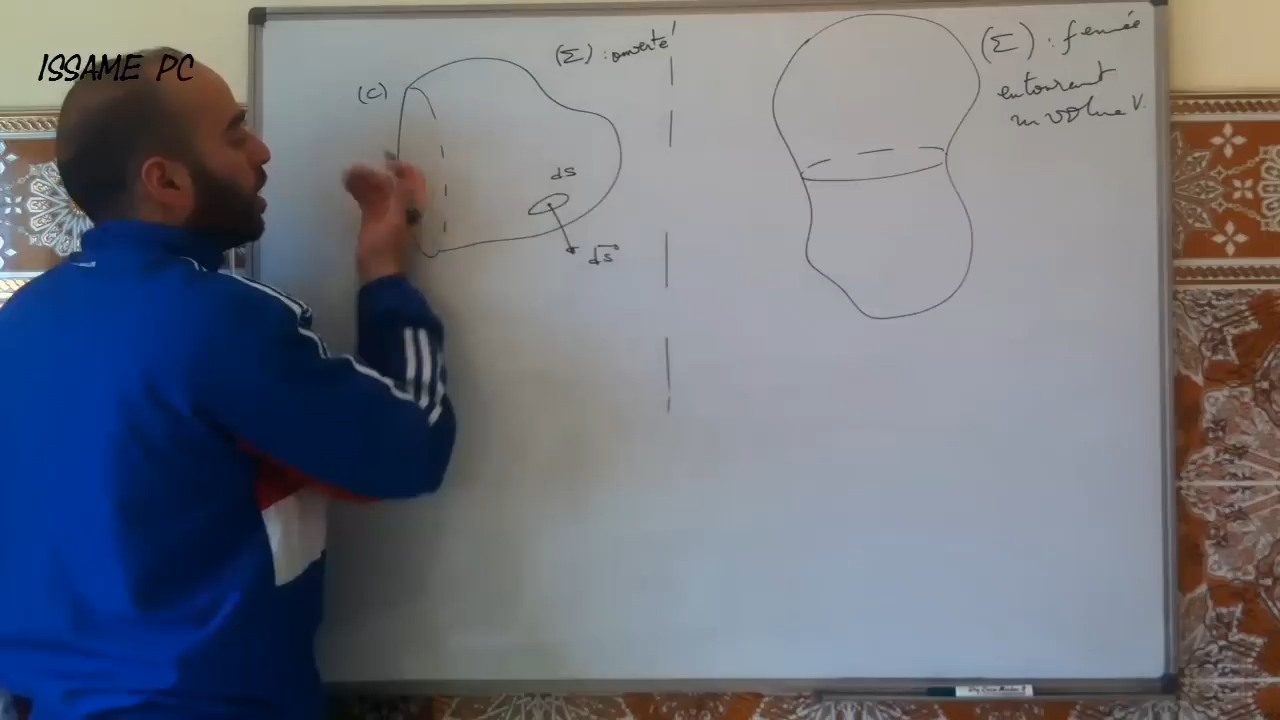 ISSAME PC
(C)
(Σ) : ouverte
dS
dS⃗
(Σ) : fermée
entourant
un volume V.